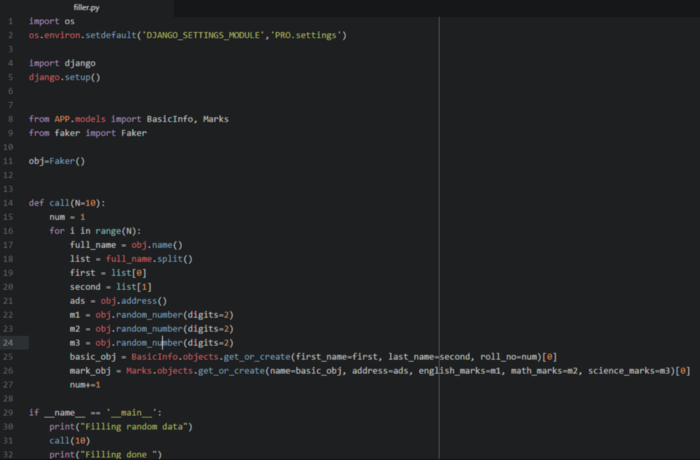 filler.py
1 import os
2 os.environ.setdefault('DJANGO_SETTINGS_MODULE','PRO.settings')
3
4 import django
5 django.setup()
6
7
8 from APP.models import BasicInfo, Marks
9 from faker import Faker
10
11 obj=Faker()
12
13
14 def call(N=10):
15     num = 1
16     for i in range(N):
17         full_name = obj.name()
18         list = full_name.split()
19         first = list[0]
20         second = list[1]
21         ads = obj.address()
22         m1 = obj.random_number(digits=2)
23         m2 = obj.random_number(digits=2)
24         m3 = obj.random_number(digits=2)
25         basic_obj = BasicInfo.objects.get_or_create(first_name=first, last_name=second, roll_no=num)[0]
26         mark_obj = Marks.objects.get_or_create(name=basic_obj, address=ads, english_marks=m1, math_marks=m2, science_marks=m3)[0]
27         num+=1
28
29 if __name__ == '__main__':
30     print("Filling random data")
31     call(10)
32     print("Filling done ")